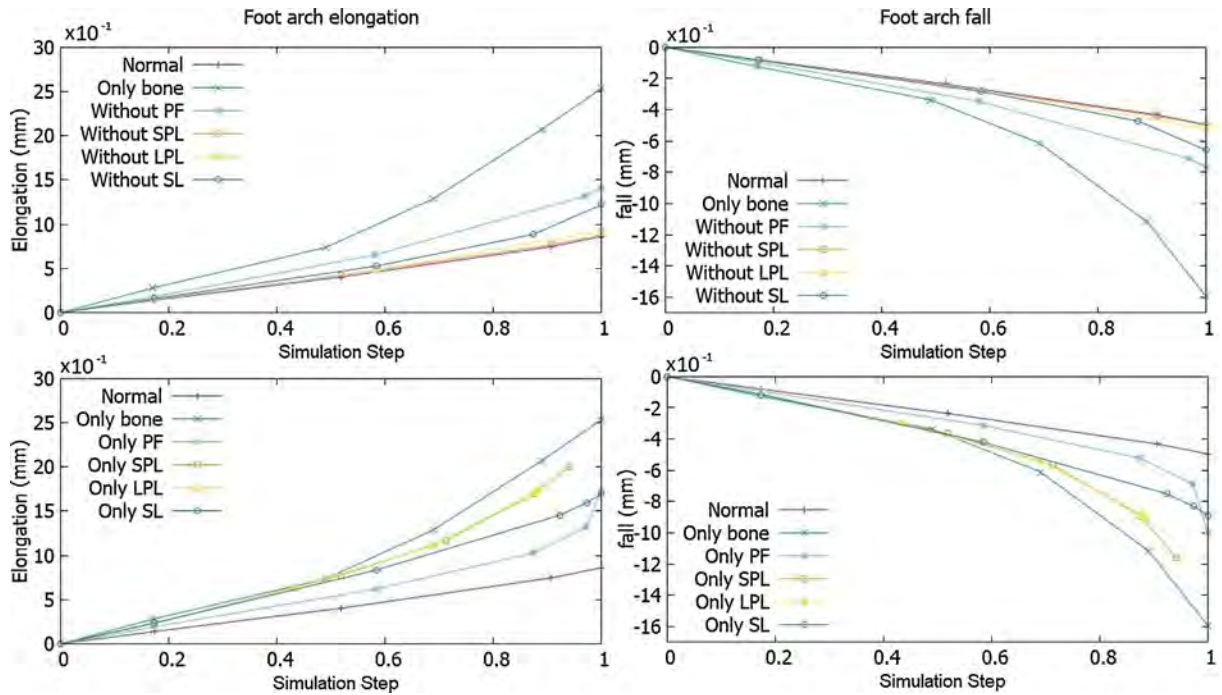 Foot arch elongation
x10⁻¹
30
25
20
15
10
5
0
Elongation (mm)
Normal
Only bone
Without PF
Without SPL
Without LPL
Without SL
0 0.2 0.4 0.6 0.8 1
Simulation Step
Foot arch fall
x10⁻¹
0
-2
-4
-6
-8
-10
-12
-14
-16
fall (mm)
Normal
Only bone
Without PF
Without SPL
Without LPL
Without SL
0 0.2 0.4 0.6 0.8 1
Simulation Step
x10⁻¹
30
25
20
15
10
5
0
Elongation (mm)
Normal
Only bone
Only PF
Only SPL
Only LPL
Only SL
0 0.2 0.4 0.6 0.8 1
Simulation Step
x10⁻¹
0
-2
-4
-6
-8
-10
-12
-14
-16
fall (mm)
Normal
Only bone
Only PF
Only SPL
Only LPL
Only SL
0 0.2 0.4 0.6 0.8 1
Simulation Step